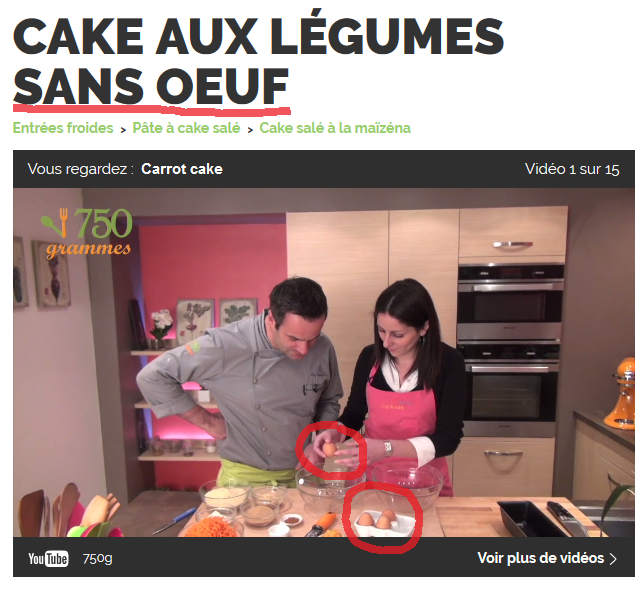 CAKE AUX LÉGUMES
SANS OEUF
Entrées froides > Pâte à cake salé > Cake salé à la maïzéna
Vous regardez : Carrot cake
Vidéo 1 sur 15
750
grammes
YouTube 750g
Voir plus de vidéos >